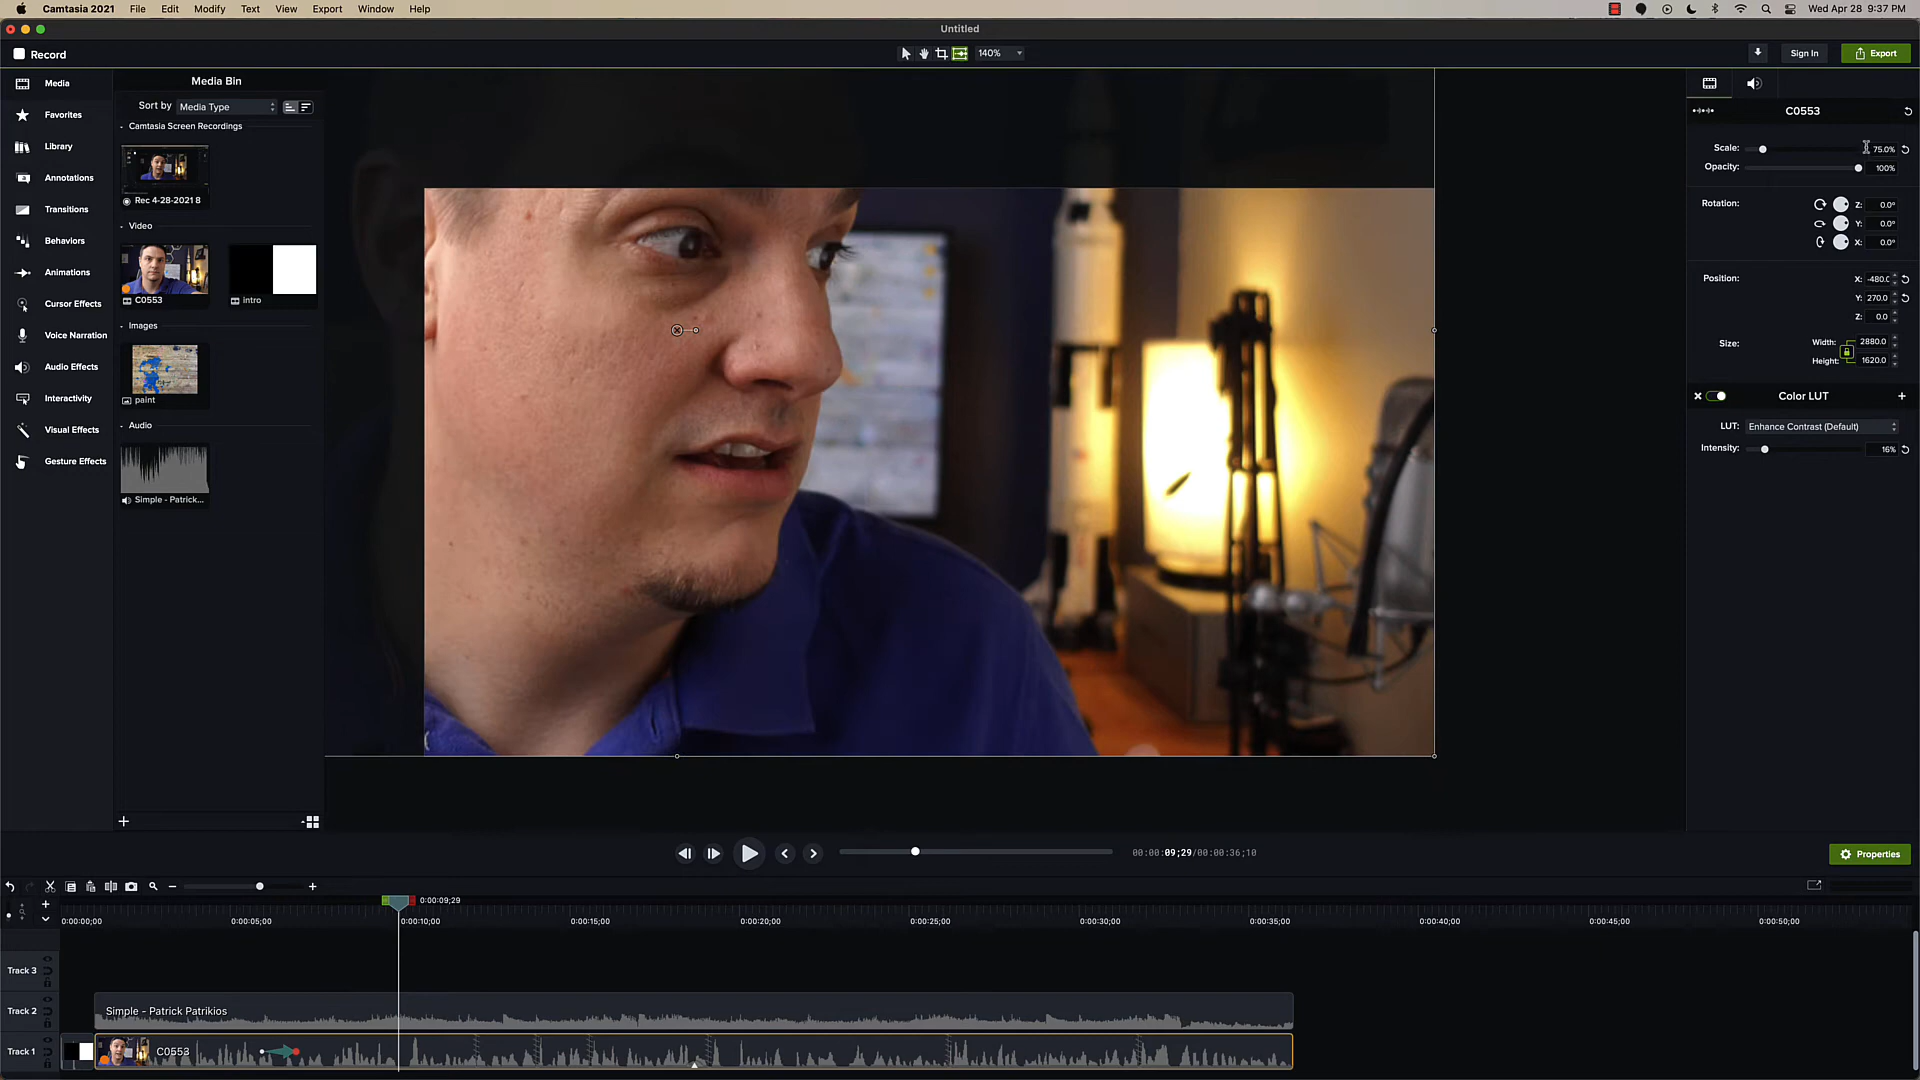 Camtasia 2021 File Edit Modify Text View Export Window Help Wed Apr 28 9:37 PM
Untitled
Record 140% Sign In Export
Media
Favorites
Library
Annotations
Transitions
Behaviors
Animations
Cursor Effects
Voice Narration
Audio Effects
Interactivity
Visual Effects
Gesture Effects
Media Bin
Sort by Media Type
Camtasia Screen Recordings
Rec 4-28-2021 8
Video
C0553 intro
Images
paint
Audio
Simple - Patrick...
C0553
Scale: 75.0%
Opacity: 100%
Rotation: Z: 0.0°
Y: 0.0°
X: 0.0°
Position: X: -480.0
Y: 270.0
Z: 0.0
Size: Width: 2880.0
Height: 1620.0
Color LUT
LUT: Enhance Contrast (Default)
Intensity: 16%
00:00:09;29/00:00:36;10
Properties
0:00:09;29
0:00:00;00 0:00:05;00 0:00:10;00 0:00:15;00 0:00:20;00 0:00:25;00 0:00:30;00 0:00:35;00 0:00:40;00 0:00:45;00 0:00:50;00
Track 3
Track 2 Simple - Patrick Patrikios
Track 1 C0553